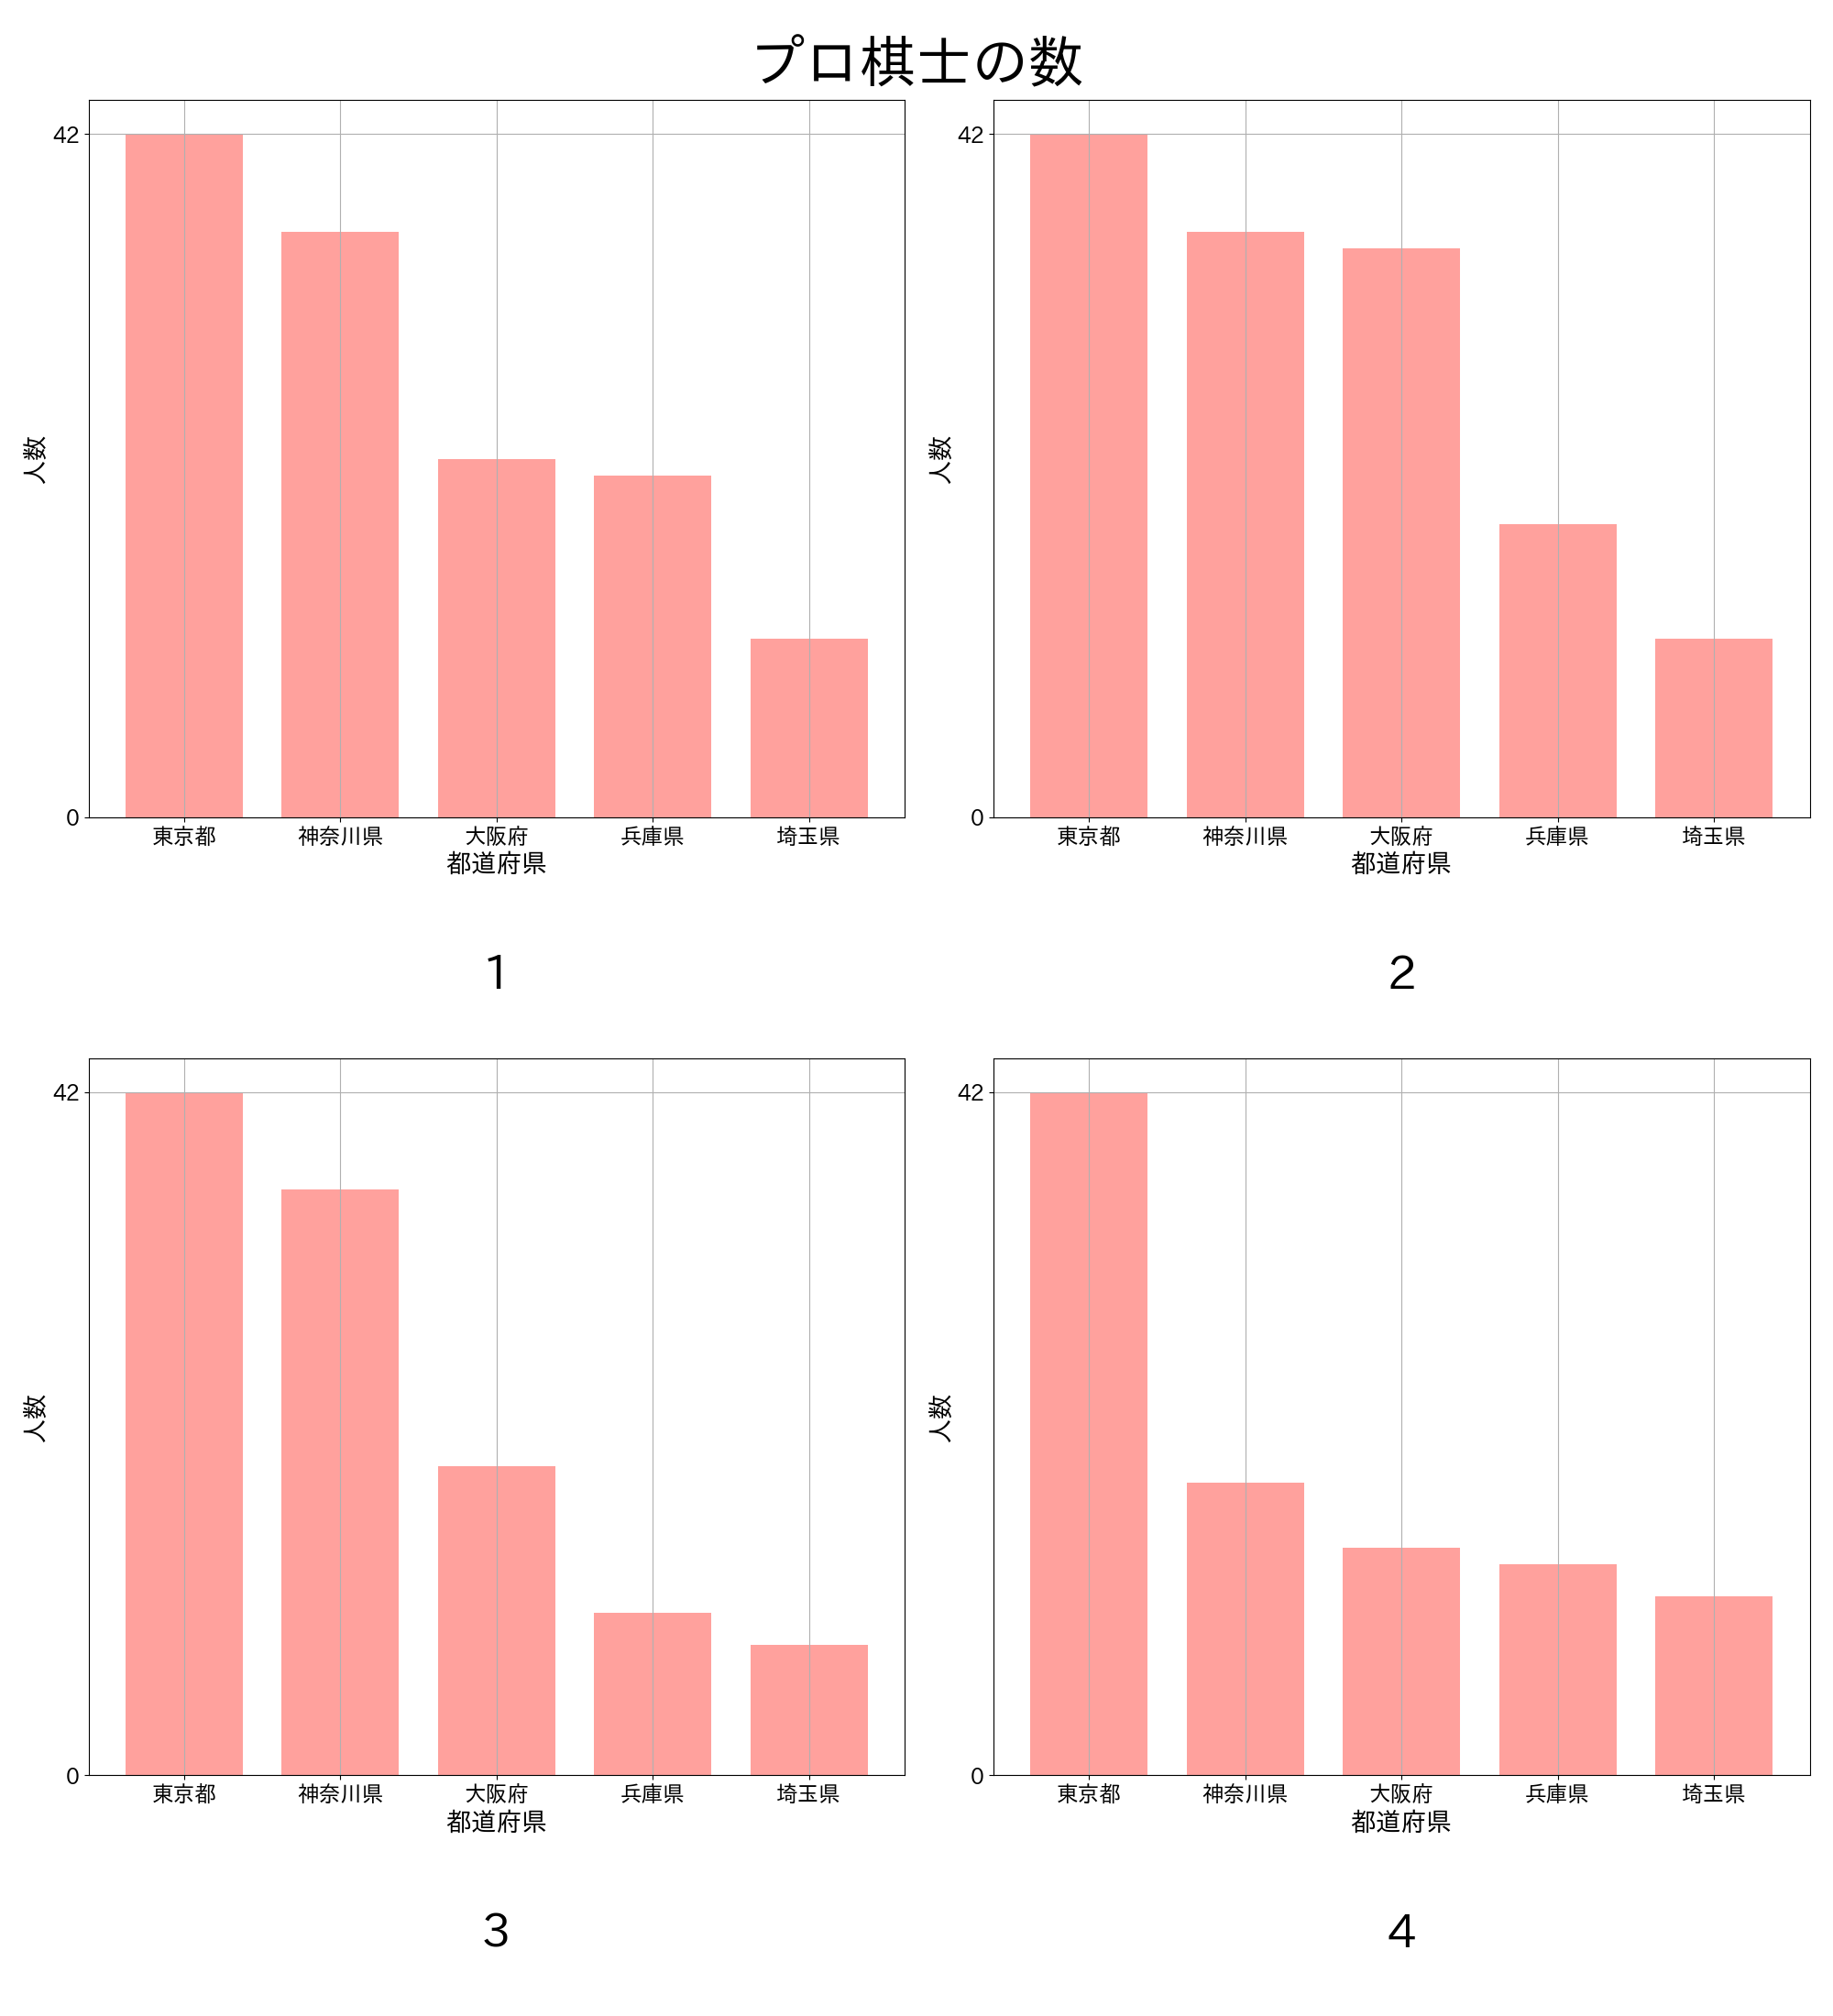 プロ棋士の数
42
人数
0
東京都 神奈川県 大阪府 兵庫県 埼玉県
都道府県
1
42
人数
0
東京都 神奈川県 大阪府 兵庫県 埼玉県
都道府県
2
42
人数
0
東京都 神奈川県 大阪府 兵庫県 埼玉県
都道府県
3
42
人数
0
東京都 神奈川県 大阪府 兵庫県 埼玉県
都道府県
4